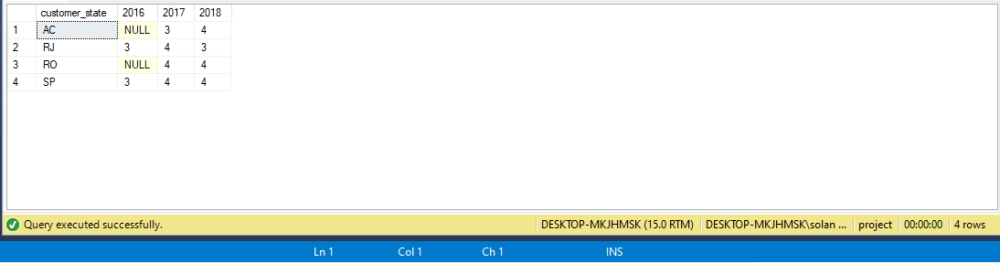 customer_state 2016 2017 2018
1 AC NULL 3 4
2 RJ 3 4 3
3 RO NULL 4 4
4 SP 3 4 4
Query executed successfully. DESKTOP-MKJHMSK (15.0 RTM) DESKTOP-MKJHMSK\solan ... project 00:00:00 4 rows
Ln 1 Col 1 Ch 1 INS